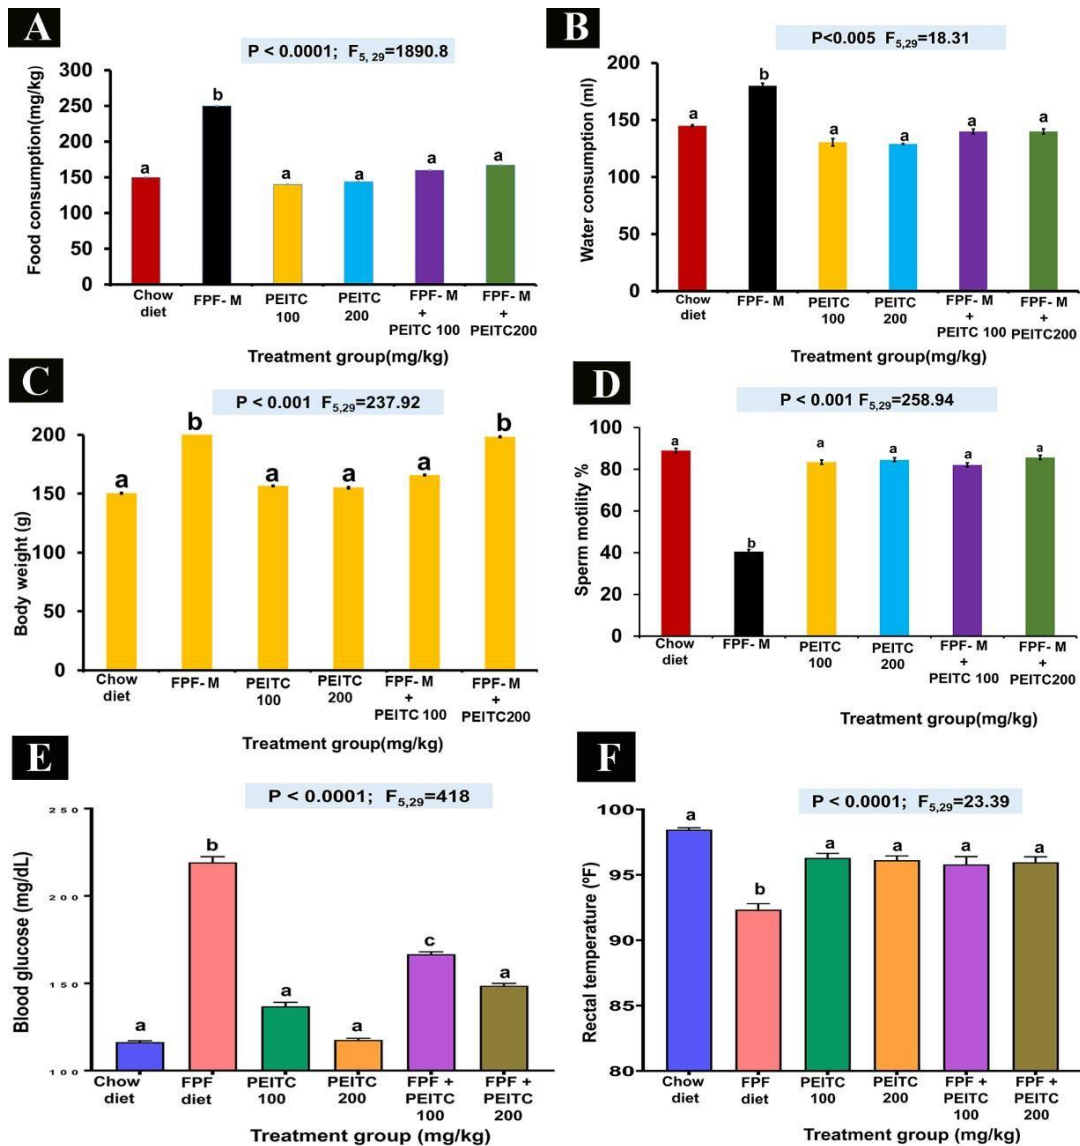 A
P < 0.0001; F5, 29=1890.8
Food consumption(mg/kg)
300
250
200
150
100
50
0
a
b
a
a
a
a
Chow diet
FPF- M
PEITC 100
PEITC 200
FPF- M + PEITC 100
FPF- M + PEITC200
Treatment group(mg/kg)
B
P<0.005 F5,29=18.31
Water consumption (ml)
200
150
100
50
0
a
b
a
a
a
a
Chow diet
FPF- M
PEITC 100
PEITC 200
FPF- M + PEITC 100
FPF- M + PEITC200
Treatment group(mg/kg)
C
P < 0.001 F5,29=237.92
Body weight (g)
200
150
100
50
0
a
b
a
a
a
b
Chow diet
FPF- M
PEITC 100
PEITC 200
FPF- M + PEITC 100
FPF- M + PEITC200
Treatment group(mg/kg)
D
P < 0.001 F5,29=258.94
Sperm motility %
100
80
60
40
20
0
a
b
a
a
a
a
Chow diet
FPF- M
PEITC 100
PEITC 200
FPF- M + PEITC 100
FPF- M + PEITC200
Treatment group(mg/kg)
E
P < 0.0001; F5,29=418
Blood glucose (mg/dL)
250
200
150
100
a
b
a
a
c
a
Chow diet
FPF diet
PEITC 100
PEITC 200
FPF + PEITC 100
FPF + PEITC 200
Treatment group (mg/kg)
F
P < 0.0001; F5,29=23.39
Rectal temperature (ºF)
100
95
90
85
80
a
b
a
a
a
a
Chow diet
FPF diet
PEITC 100
PEITC 200
FPF + PEITC 100
FPF + PEITC 200
Treatment group (mg/kg)